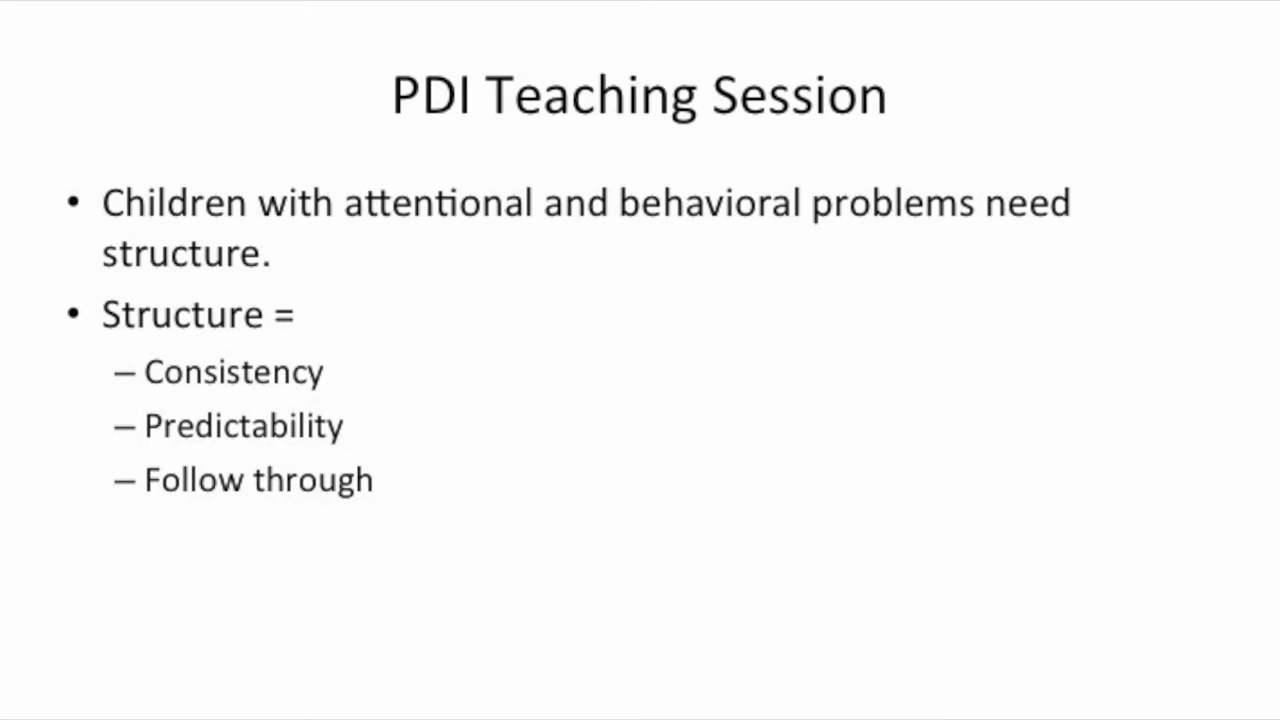 PDI Teaching Session
• Children with attentional and behavioral problems need
structure.
• Structure =
– Consistency
– Predictability
– Follow through